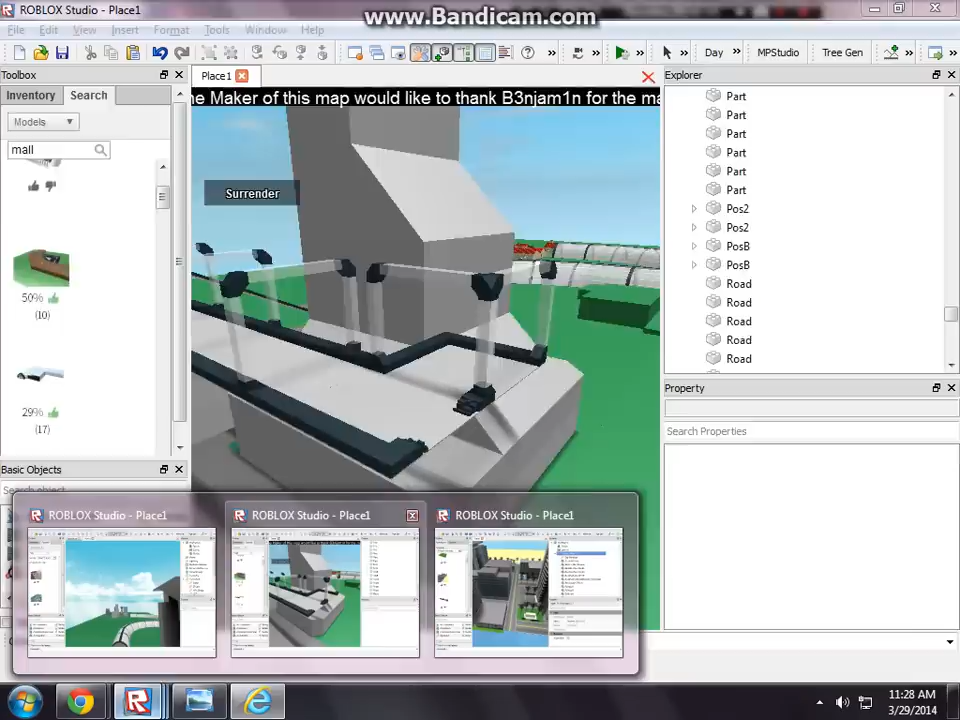 ROBLOX Studio - Place1
www.Bandicam.com
File Edit View Insert Format Tools Window Help
Day
MPStudio
Tree Gen
Toolbox
Inventory
Search
Models
mall
50%
(10)
29%
(17)
Basic Objects
Search object
Place1
he Maker of this map would like to thank B3njam1n for the ma
Surrender
Explorer
Part
Part
Part
Part
Part
Part
Pos2
Pos2
PosB
PosB
Road
Road
Road
Road
Road
Property
Search Properties
ROBLOX Studio - Place1
ROBLOX Studio - Place1
ROBLOX Studio - Place1
11:28 AM
3/29/2014